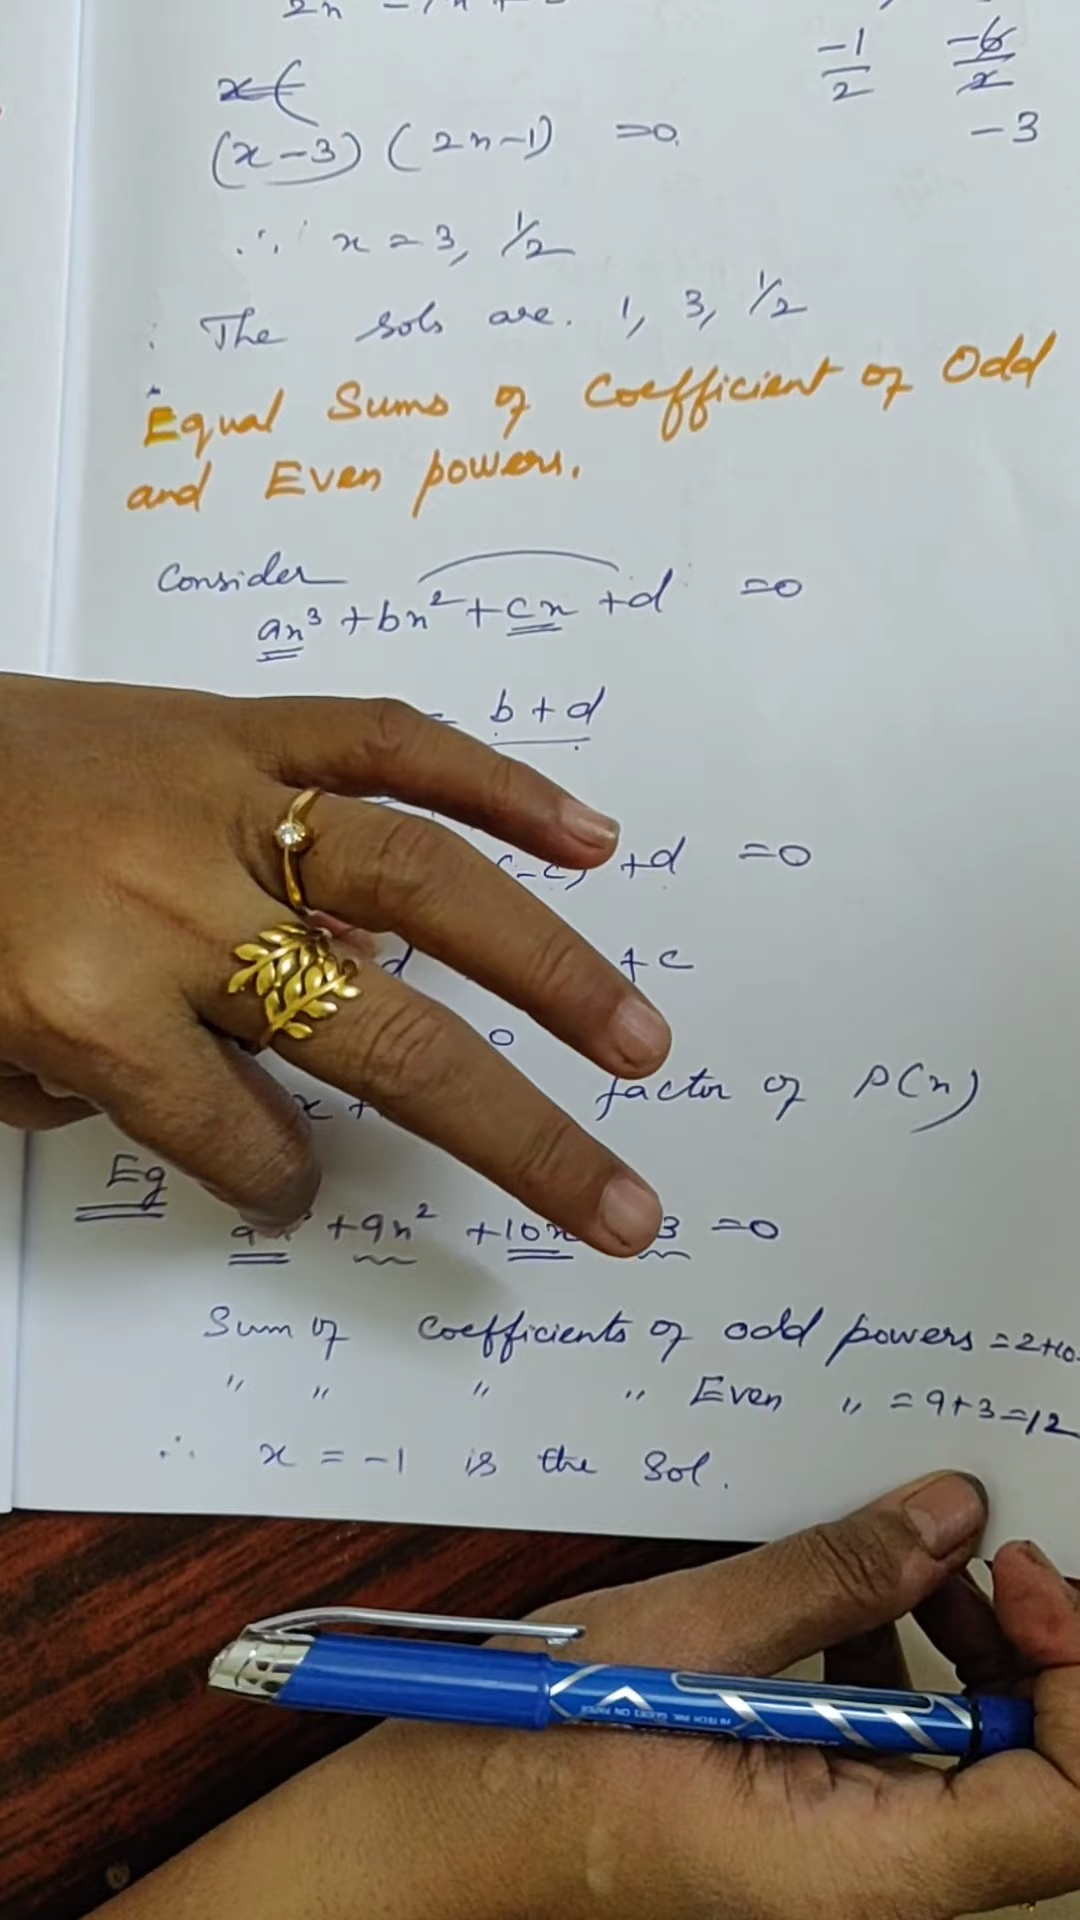 (x-3) (2x-1) =0.
∴ x = 3, 1/2
-1/2 -6/2
-3
: The sols are. 1, 3, 1/2
Equal Sums of Coefficient of Odd
and Even powers.
Consider
ax³ + bx² + cx + d =0
= b + d
+d =0
d + c
0
x + factor of P(x)
Eg
+9x² +10x 3 =0
Sum of coefficients of odd powers = 2+10
" " " " Even " = 9+3=12
∴ x = -1 is the Sol.